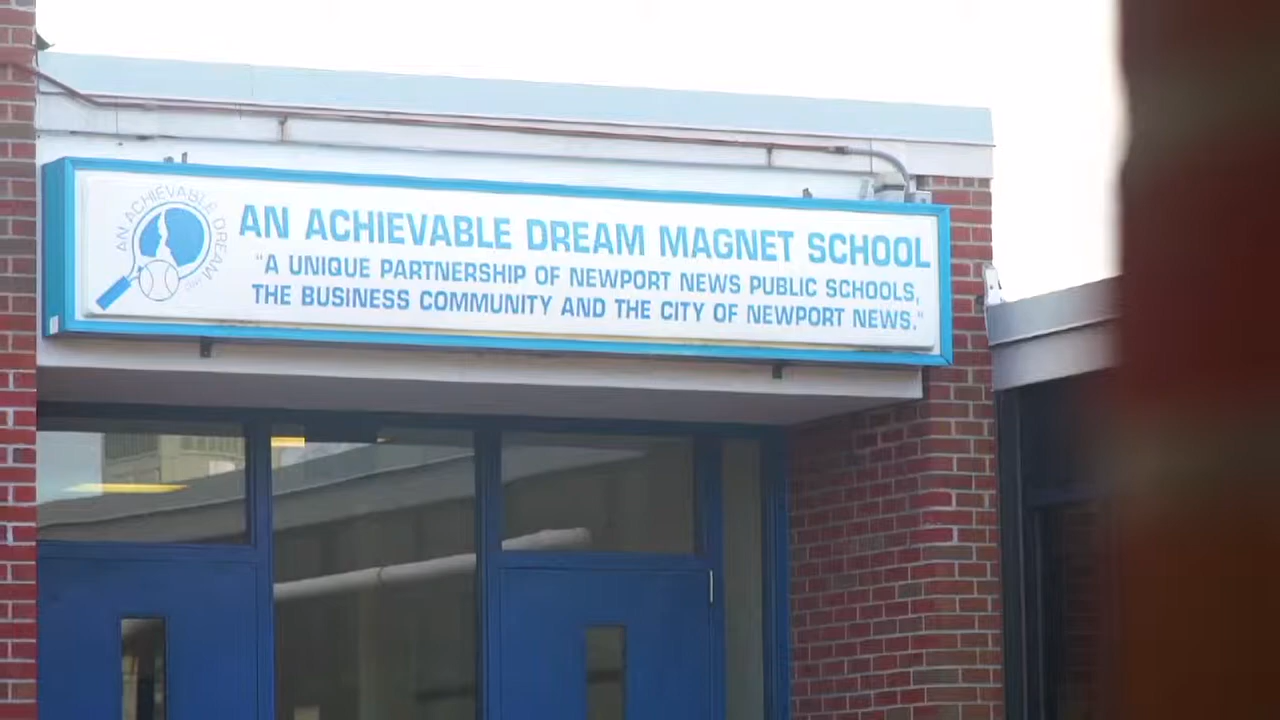 AN ACHIEVABLE DREAM INC.
AN ACHIEVABLE DREAM MAGNET SCHOOL
"A UNIQUE PARTNERSHIP OF NEWPORT NEWS PUBLIC SCHOOLS,
THE BUSINESS COMMUNITY AND THE CITY OF NEWPORT NEWS."